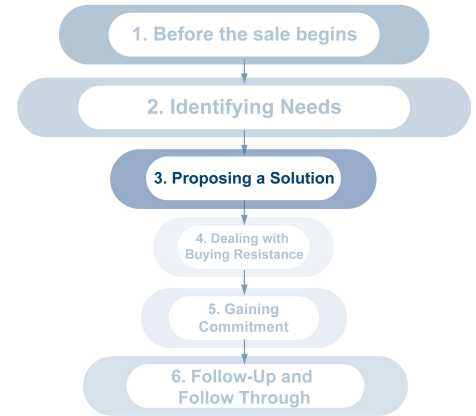 1. Before the sale begins
2. Identifying Needs
3. Proposing a Solution
4. Dealing with
Buying Resistance
5. Gaining
Commitment
6. Follow-Up and
Follow Through